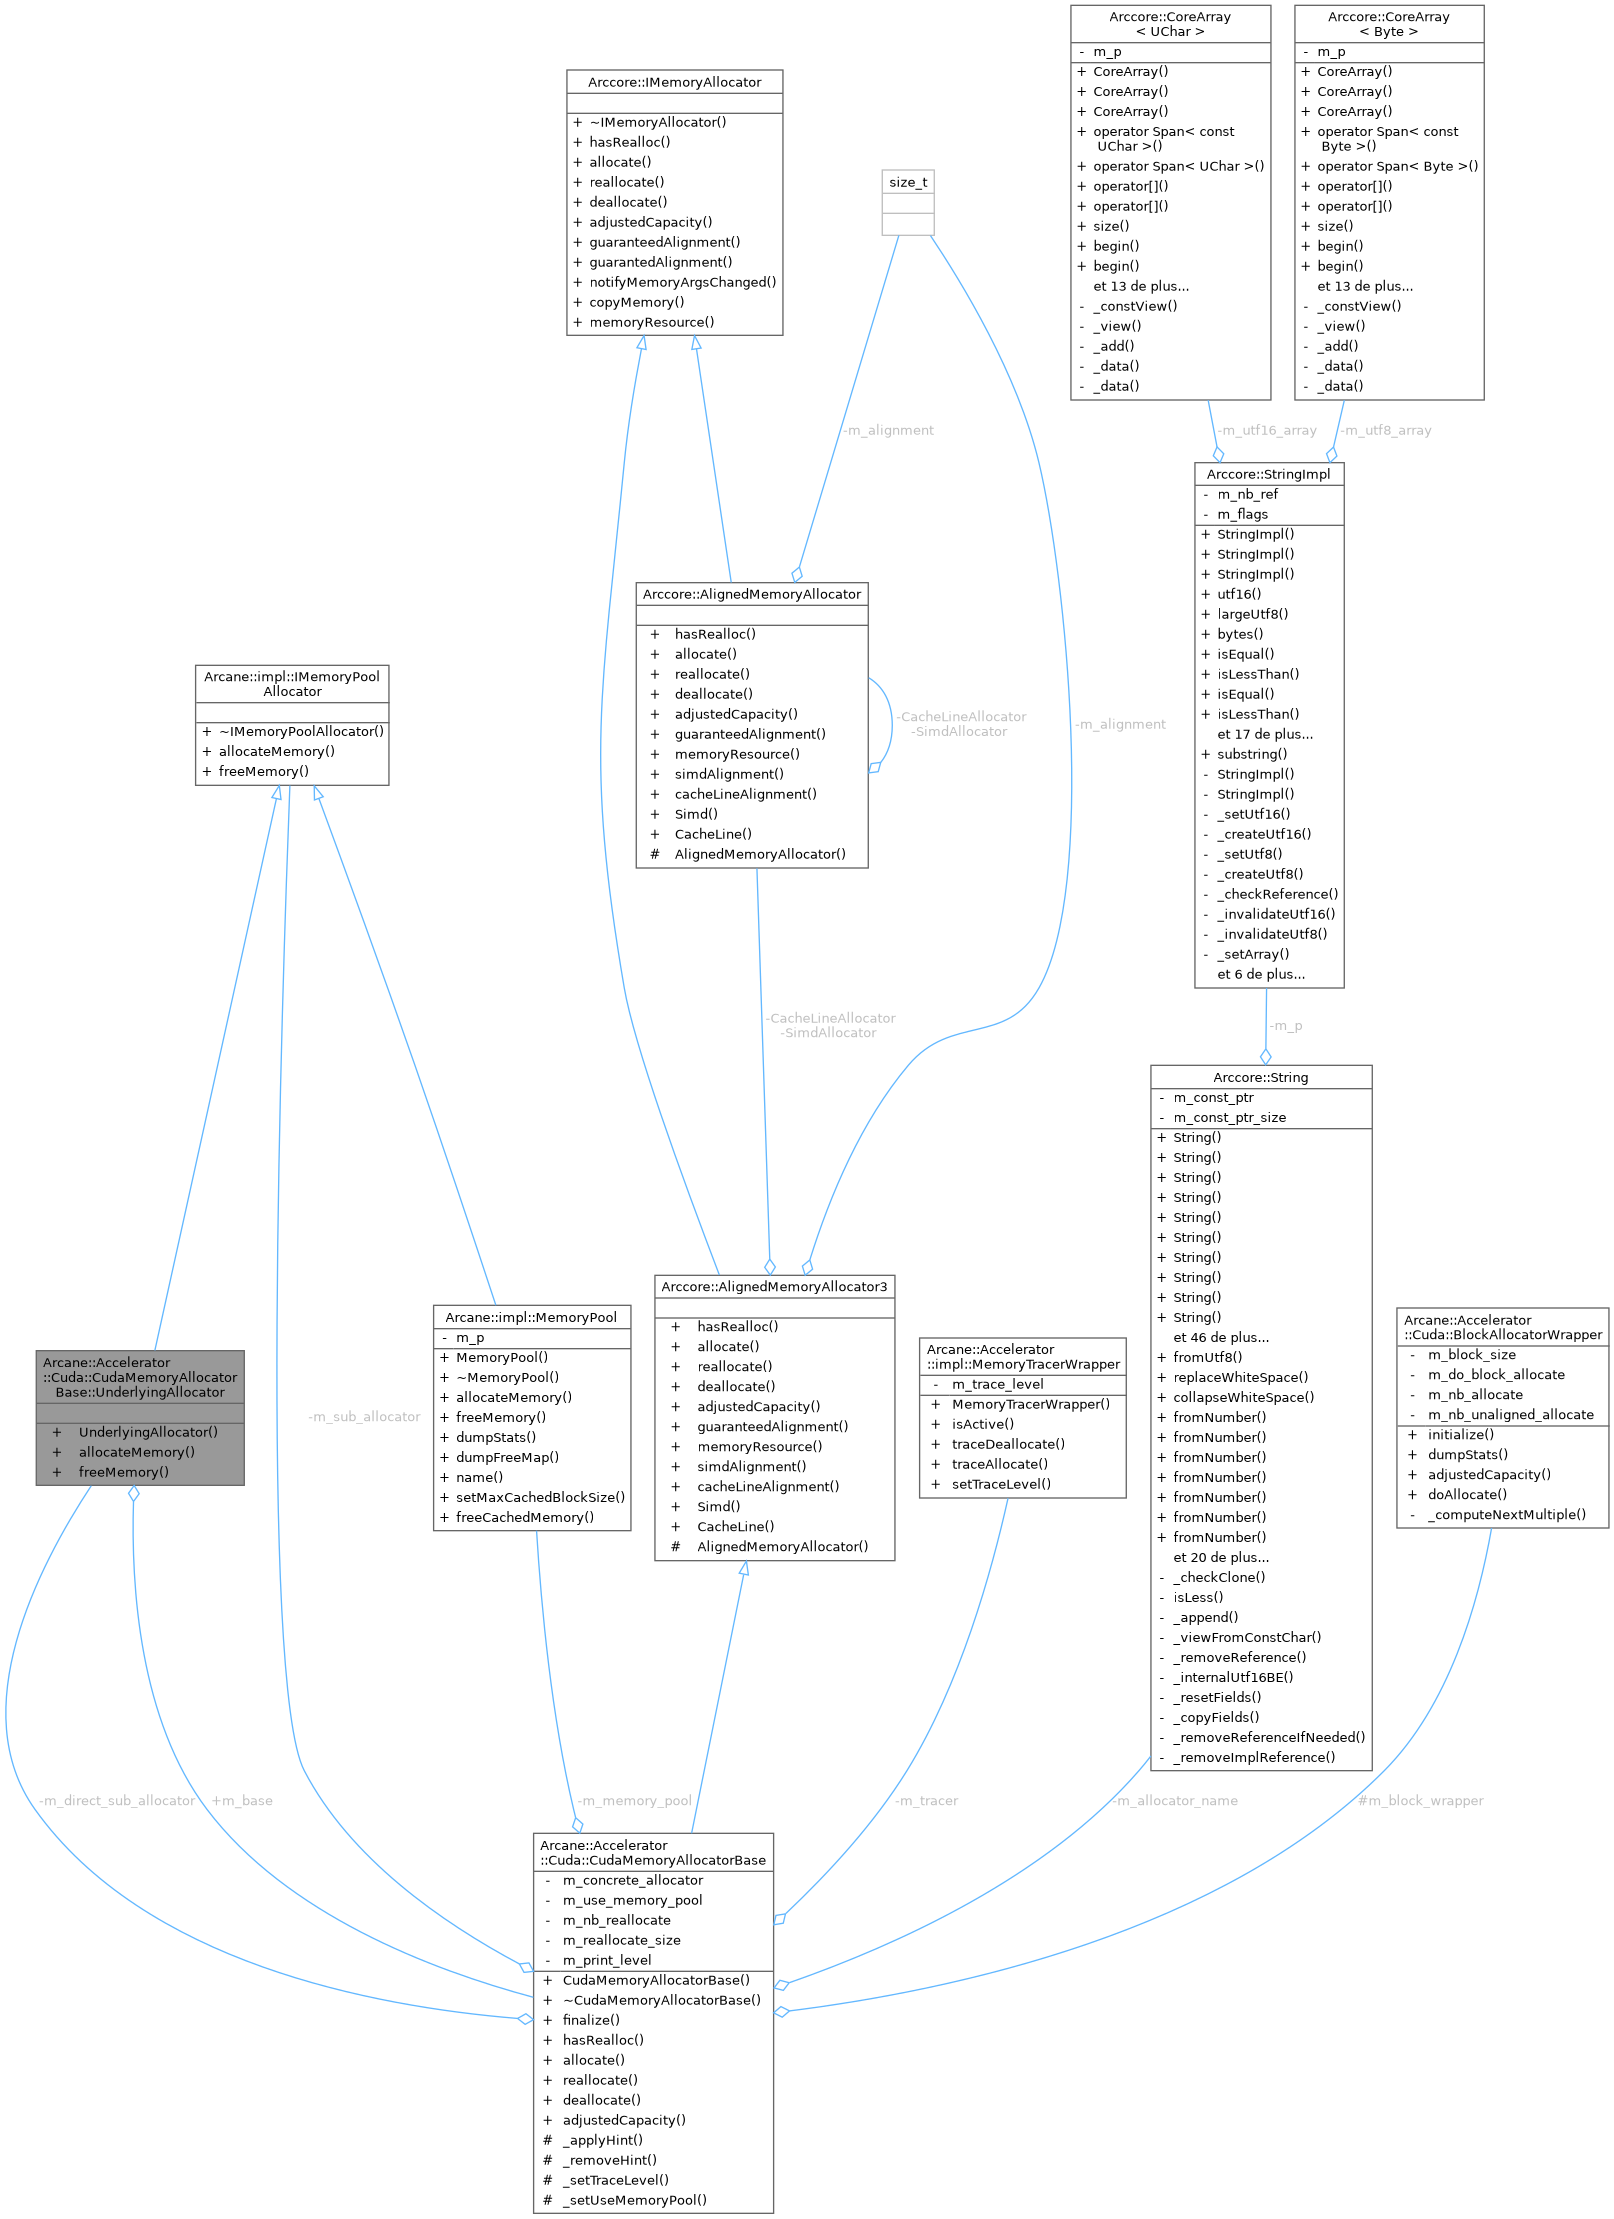 Arccore::CoreArray
< UChar >
- m_p
+ CoreArray()
+ CoreArray()
+ CoreArray()
+ operator Span< const
UChar >()
+ operator Span< UChar >()
+ operator[]()
+ operator[]()
+ size()
+ begin()
+ begin()
et 13 de plus...
- _constView()
- _view()
- _add()
- _data()
- _data()
Arccore::CoreArray
< Byte >
- m_p
+ CoreArray()
+ CoreArray()
+ CoreArray()
+ operator Span< const
Byte >()
+ operator Span< Byte >()
+ operator[]()
+ operator[]()
+ size()
+ begin()
+ begin()
et 13 de plus...
- _constView()
- _view()
- _add()
- _data()
- _data()
Arccore::IMemoryAllocator
+ ~IMemoryAllocator()
+ hasRealloc()
+ allocate()
+ reallocate()
+ deallocate()
+ adjustedCapacity()
+ guaranteedAlignment()
+ guarantedAlignment()
+ notifyMemoryArgsChanged()
+ copyMemory()
+ memoryResource()
size_t
-m_alignment
-m_utf16_array
-m_utf8_array
Arccore::StringImpl
- m_nb_ref
- m_flags
+ StringImpl()
+ StringImpl()
+ StringImpl()
+ utf16()
+ largeUtf8()
+ bytes()
+ isEqual()
+ isLessThan()
+ isEqual()
+ isLessThan()
et 17 de plus...
+ substring()
- StringImpl()
- StringImpl()
- _setUtf16()
- _createUtf16()
- _setUtf8()
- _createUtf8()
- _checkReference()
- _invalidateUtf16()
- _invalidateUtf8()
- _setArray()
et 6 de plus...
Arccore::AlignedMemoryAllocator
+ hasRealloc()
+ allocate()
+ reallocate()
+ deallocate()
+ adjustedCapacity()
+ guaranteedAlignment()
+ memoryResource()
+ simdAlignment()
+ cacheLineAlignment()
+ Simd()
+ CacheLine()
# AlignedMemoryAllocator()
-CacheLineAllocator
-SimdAllocator
-m_alignment
Arcane::impl::IMemoryPool
Allocator
+ ~IMemoryPoolAllocator()
+ allocateMemory()
+ freeMemory()
-CacheLineAllocator
-SimdAllocator
-m_p
Arccore::String
- m_const_ptr
- m_const_ptr_size
+ String()
+ String()
+ String()
+ String()
+ String()
+ String()
+ String()
+ String()
+ String()
+ String()
et 46 de plus...
+ fromUtf8()
+ replaceWhiteSpace()
+ collapseWhiteSpace()
+ fromNumber()
+ fromNumber()
+ fromNumber()
+ fromNumber()
+ fromNumber()
+ fromNumber()
+ fromNumber()
et 20 de plus...
- _checkClone()
- isLess()
- _append()
- _viewFromConstChar()
- _removeReference()
- _internalUtf16BE()
- _resetFields()
- _copyFields()
- _removeReferenceIfNeeded()
- _removeImplReference()
Arcane::Accelerator
::Cuda::CudaMemoryAllocator
Base::UnderlyingAllocator
+ UnderlyingAllocator()
+ allocateMemory()
+ freeMemory()
-m_sub_allocator
Arcane::impl::MemoryPool
- m_p
+ MemoryPool()
+ ~MemoryPool()
+ allocateMemory()
+ freeMemory()
+ dumpStats()
+ dumpFreeMap()
+ name()
+ setMaxCachedBlockSize()
+ freeCachedMemory()
Arccore::AlignedMemoryAllocator3
+ hasRealloc()
+ allocate()
+ reallocate()
+ deallocate()
+ adjustedCapacity()
+ guaranteedAlignment()
+ memoryResource()
+ simdAlignment()
+ cacheLineAlignment()
+ Simd()
+ CacheLine()
# AlignedMemoryAllocator()
Arcane::Accelerator
::impl::MemoryTracerWrapper
- m_trace_level
+ MemoryTracerWrapper()
+ isActive()
+ traceDeallocate()
+ traceAllocate()
+ setTraceLevel()
Arcane::Accelerator
::Cuda::BlockAllocatorWrapper
- m_block_size
- m_do_block_allocate
- m_nb_allocate
- m_nb_unaligned_allocate
+ initialize()
+ dumpStats()
+ adjustedCapacity()
+ doAllocate()
- _computeNextMultiple()
-m_direct_sub_allocator
+m_base
-m_memory_pool
-m_tracer
-m_allocator_name
#m_block_wrapper
Arcane::Accelerator
::Cuda::CudaMemoryAllocatorBase
- m_concrete_allocator
- m_use_memory_pool
- m_nb_reallocate
- m_reallocate_size
- m_print_level
+ CudaMemoryAllocatorBase()
+ ~CudaMemoryAllocatorBase()
+ finalize()
+ hasRealloc()
+ allocate()
+ reallocate()
+ deallocate()
+ adjustedCapacity()
# _applyHint()
# _removeHint()
# _setTraceLevel()
# _setUseMemoryPool()